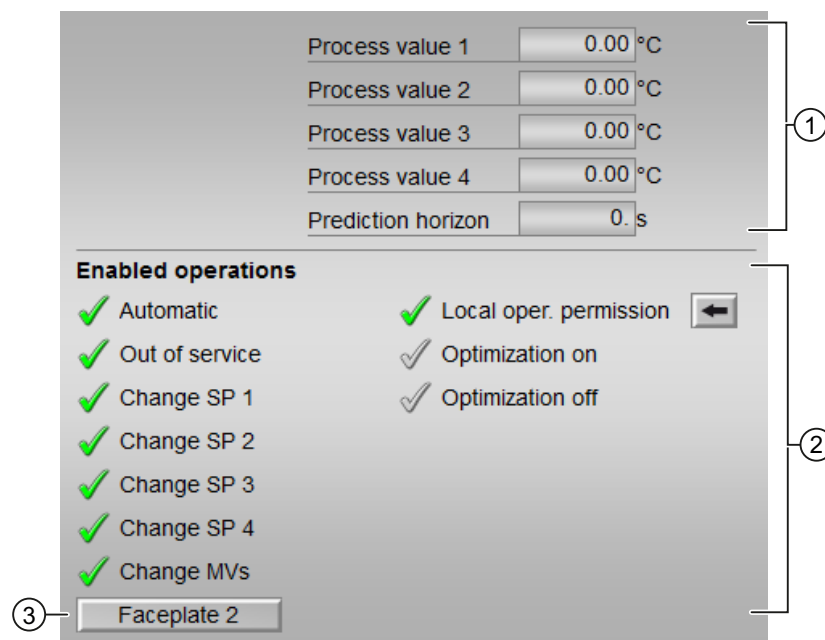 Process value 1 0.00 °C
Process value 2 0.00 °C
Process value 3 0.00 °C
Process value 4 0.00 °C
Prediction horizon 0. s
1
Enabled operations
Automatic Local oper. permission
Out of service Optimization on
Change SP 1 Optimization off
Change SP 2
2
Change SP 3
Change SP 4
Change MVs
3 Faceplate 2